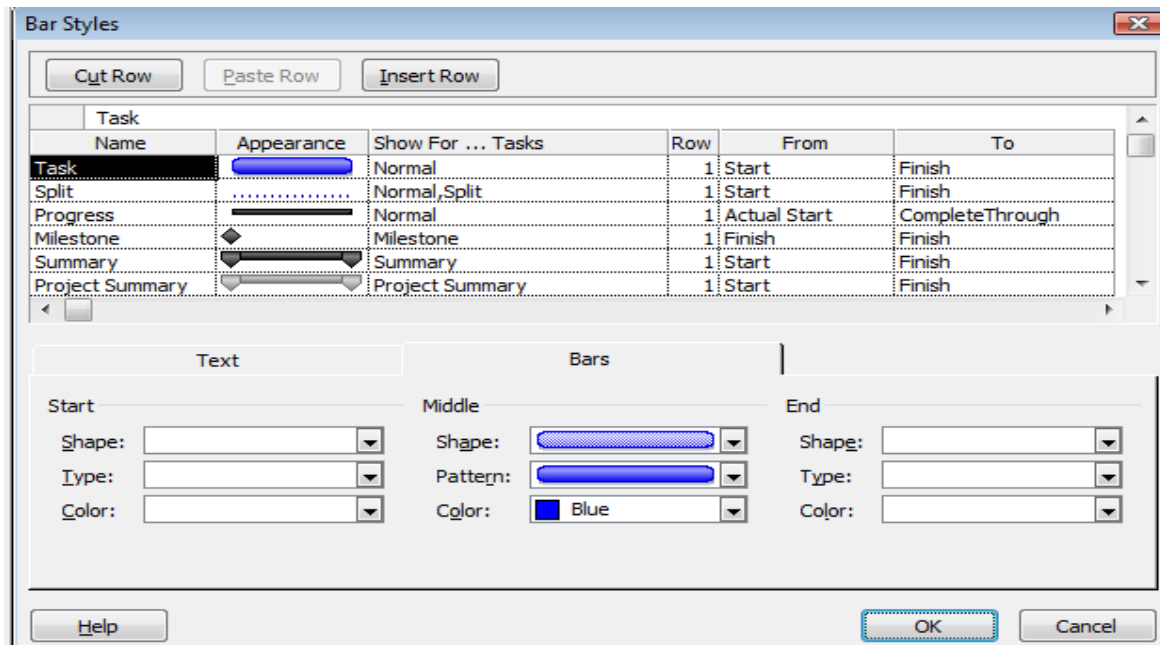 Bar Styles
Cut Row Paste Row Insert Row
Task
Name Appearance Show For ... Tasks Row From To
Task Normal 1 Start Finish
Split Normal,Split 1 Start Finish
Progress Normal 1 Actual Start CompleteThrough
Milestone Milestone 1 Finish Finish
Summary Summary 1 Start Finish
Project Summary Project Summary 1 Start Finish
Text Bars
Start Middle End
Shape: Shape: Shape:
Type: Pattern: Type:
Color: Color: Blue Color:
Help OK Cancel